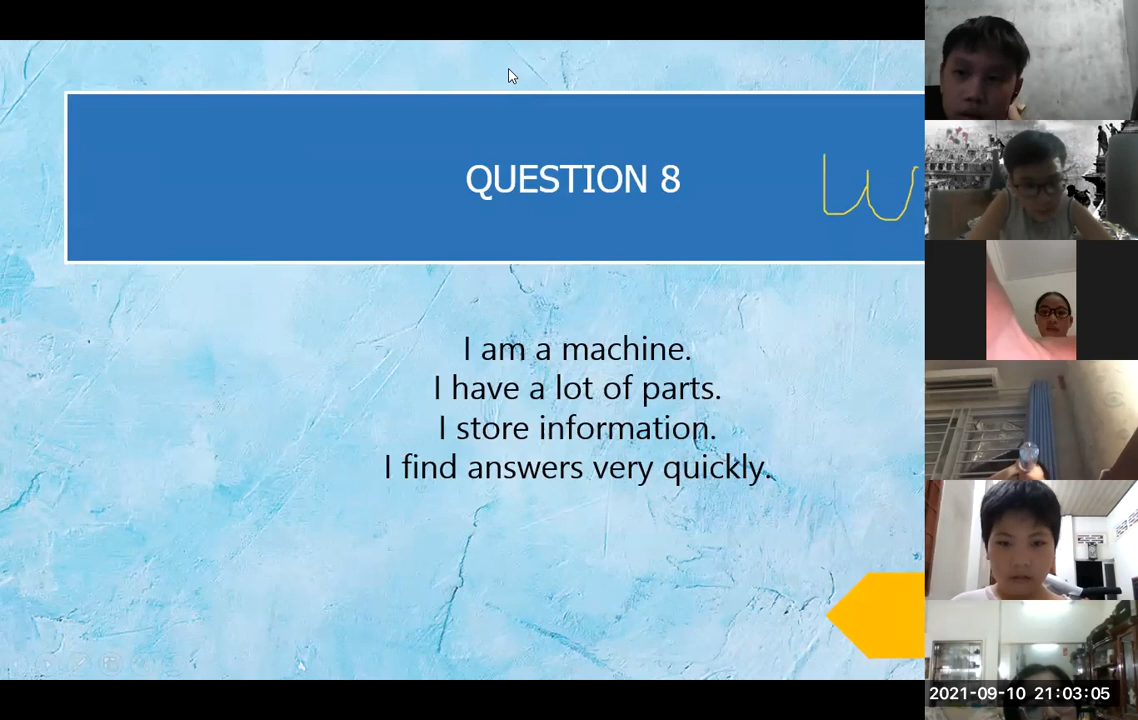 QUESTION 8
W
I am a machine.
I have a lot of parts.
I store information.
I find answers very quickly.
2021-09-10 21:03:05